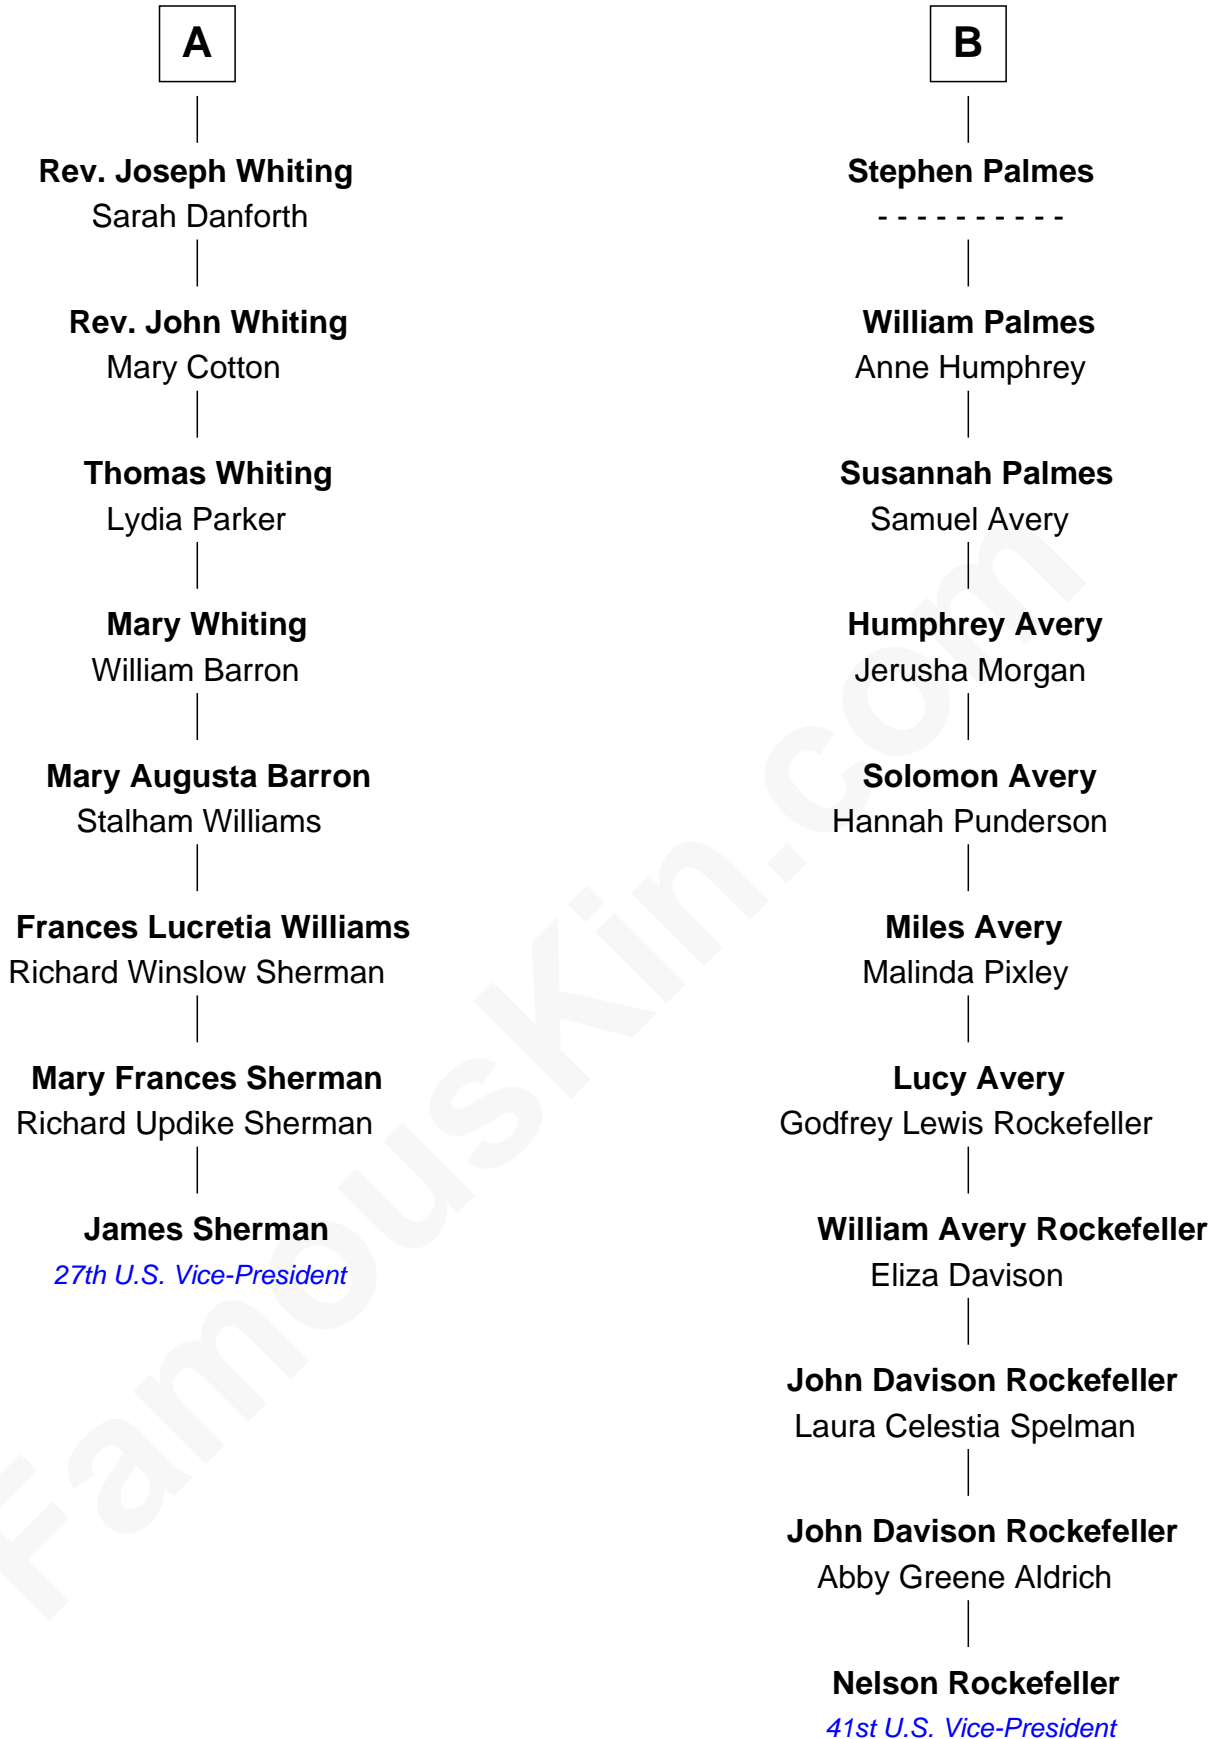 A
Rev. Joseph Whiting
Sarah Danforth
Rev. John Whiting
Mary Cotton
Thomas Whiting
Lydia Parker
Mary Whiting
William Barron
Mary Augusta Barron
Stalham Williams
Frances Lucretia Williams
Richard Winslow Sherman
Mary Frances Sherman
Richard Updike Sherman
James Sherman
27th U.S. Vice-President
B
Stephen Palmes
- - - - - - - - - -
William Palmes
Anne Humphrey
Susannah Palmes
Samuel Avery
Humphrey Avery
Jerusha Morgan
Solomon Avery
Hannah Punderson
Miles Avery
Malinda Pixley
Lucy Avery
Godfrey Lewis Rockefeller
William Avery Rockefeller
Eliza Davison
John Davison Rockefeller
Laura Celestia Spelman
John Davison Rockefeller
Abby Greene Aldrich
Nelson Rockefeller
41st U.S. Vice-President
FamousKin.com